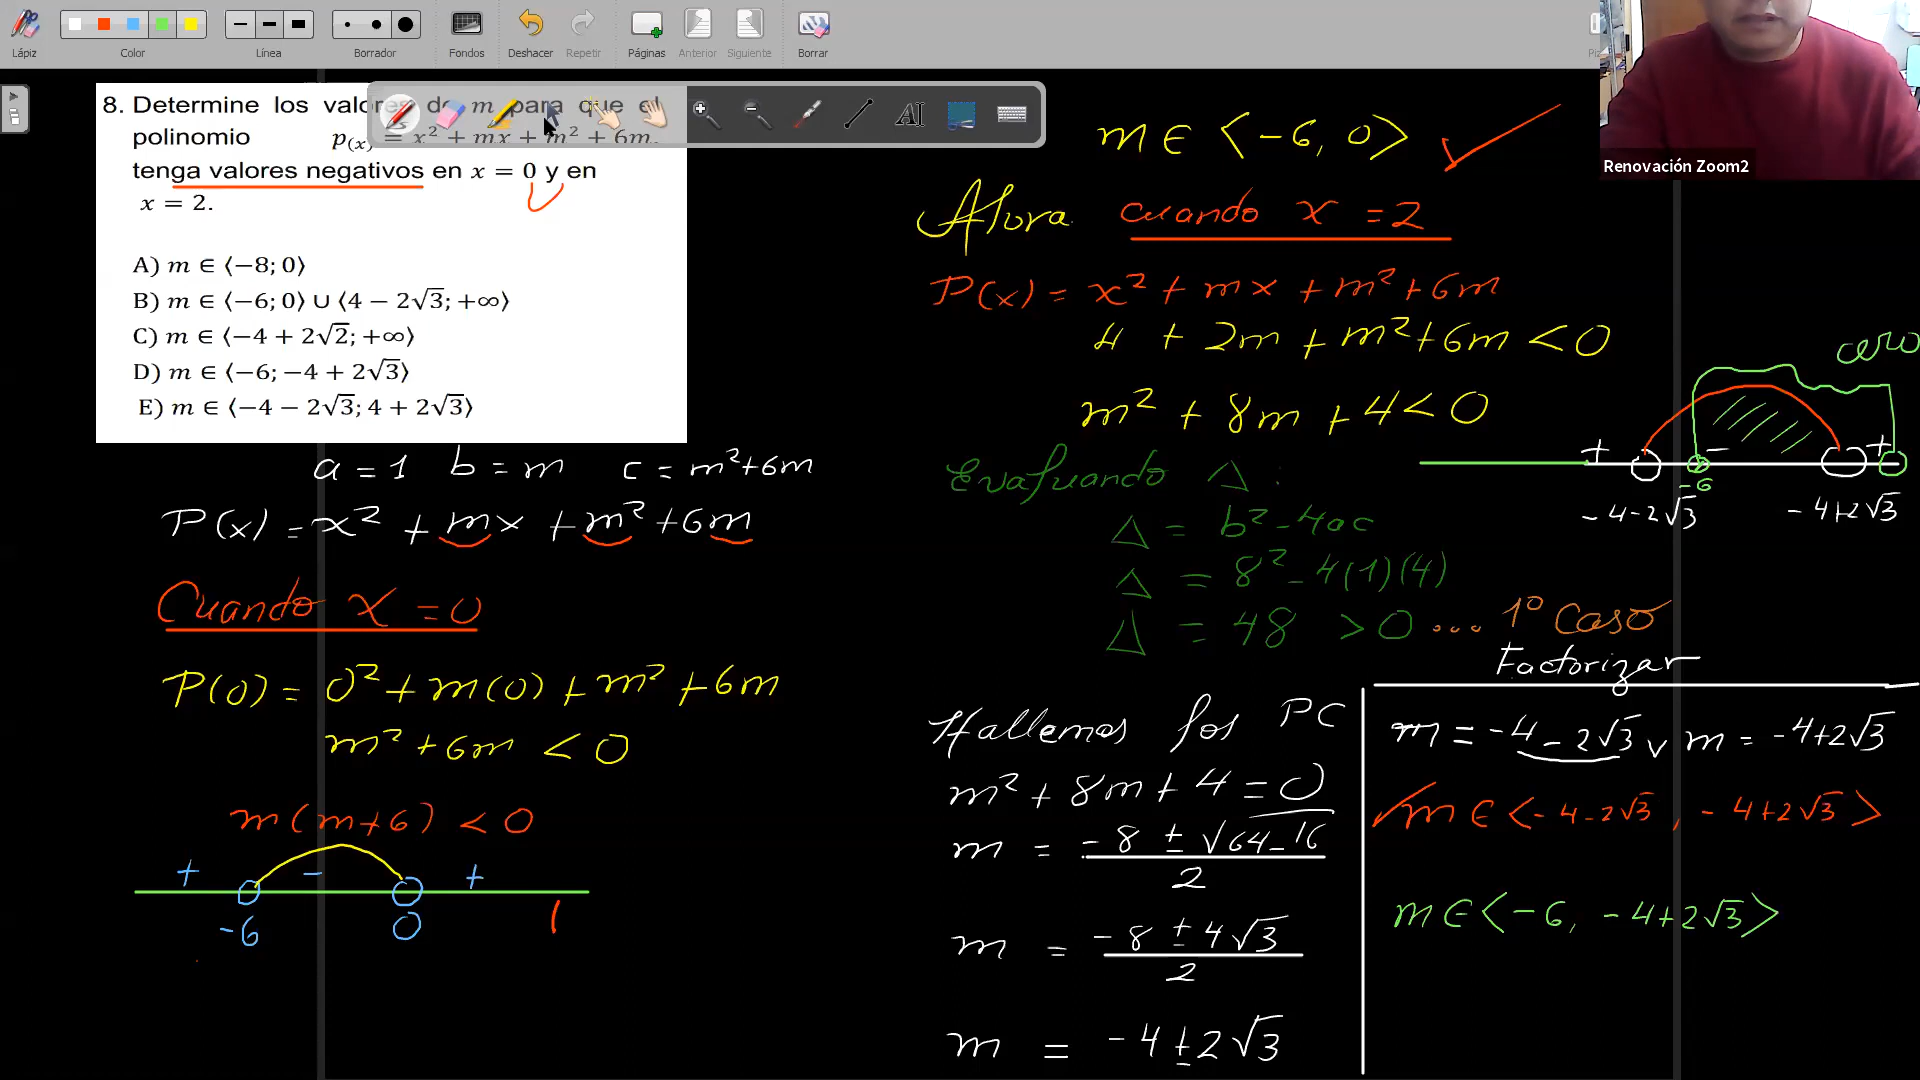 Lápiz
Color
Línea
Borrador
Fondos
Deshacer
Repetir
Páginas
Anterior
Siguiente
Borrar
Renovación Zoom2
8. Determine los valores de m para que el
polinomio p(x) = x² + mx + m² + 6m.
tenga valores negativos en x = 0 y en
x = 2.
A) m ∈ ⟨−8; 0⟩
B) m ∈ ⟨−6; 0⟩ ∪ ⟨4 − 2√3; +∞⟩
C) m ∈ ⟨−4 + 2√2; +∞⟩
D) m ∈ ⟨−6; −4 + 2√3⟩
E) m ∈ ⟨−4 − 2√3; 4 + 2√3⟩
a = 1 b = m c = m²+6m
P(x) = x² + mx + m² + 6m
Cuando x = 0
P(0) = 0² + m(0) + m² + 6m
m² + 6m < 0
m(m+6) < 0
+ − +
-6 0
m ∈ <-6, 0>
Ahora cuando x = 2
P(x) = x² + mx + m² + 6m
4 + 2m + m² + 6m < 0
m² + 8m + 4 < 0
cero
+ − +
-6
-4-2√3 -4+2√3
Evaluando Δ :
Δ = b² - 4ac
Δ = 8² - 4(1)(4)
Δ = 48 > 0 ... 1° Caso
Factorizar
Hallemos los PC
m² + 8m + 4 = 0
m = -8 ± √64-16
2
m = -8 ± 4√3
2
m = -4 ± 2√3
m = -4 - 2√3 v m = -4+2√3
m ∈ <-4-2√3, -4+2√3>
m ∈ <-6, -4+2√3>